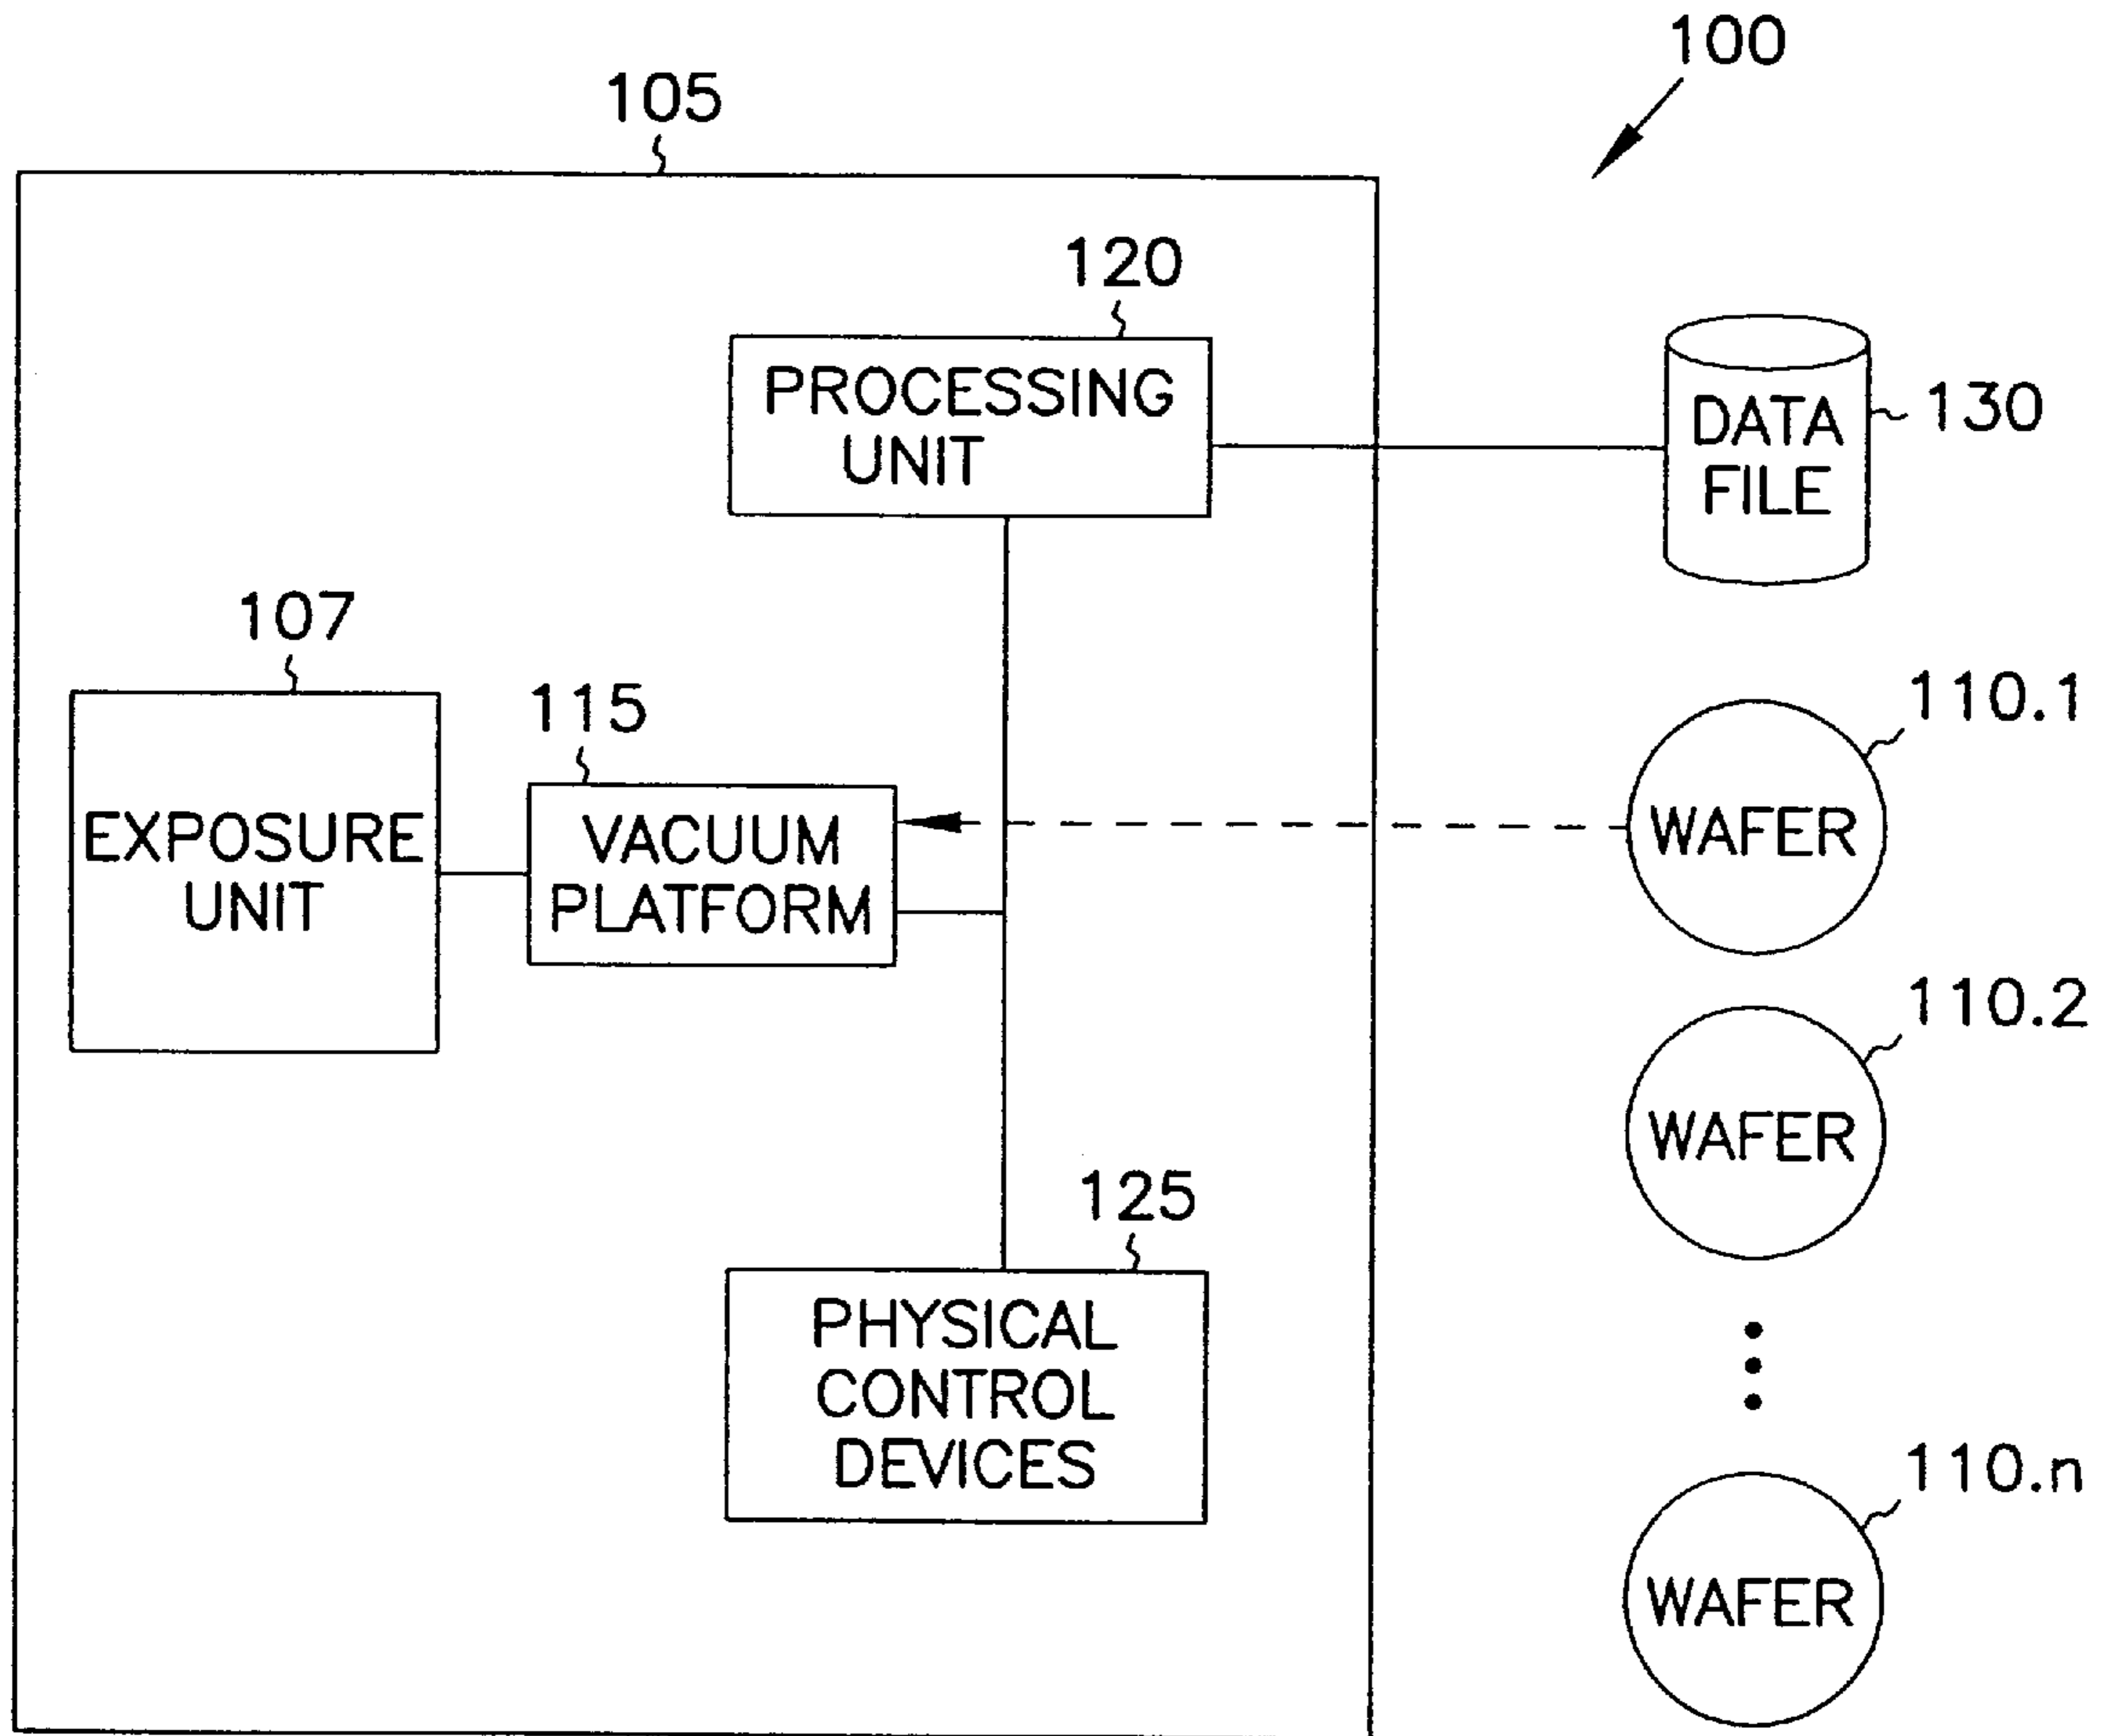 100
105
120
PROCESSING
UNIT
DATA
FILE
130
107
EXPOSURE
UNIT
115
VACUUM
PLATFORM
110.1
WAFER
110.2
WAFER
125
PHYSICAL
CONTROL
DEVICES
110.n
WAFER